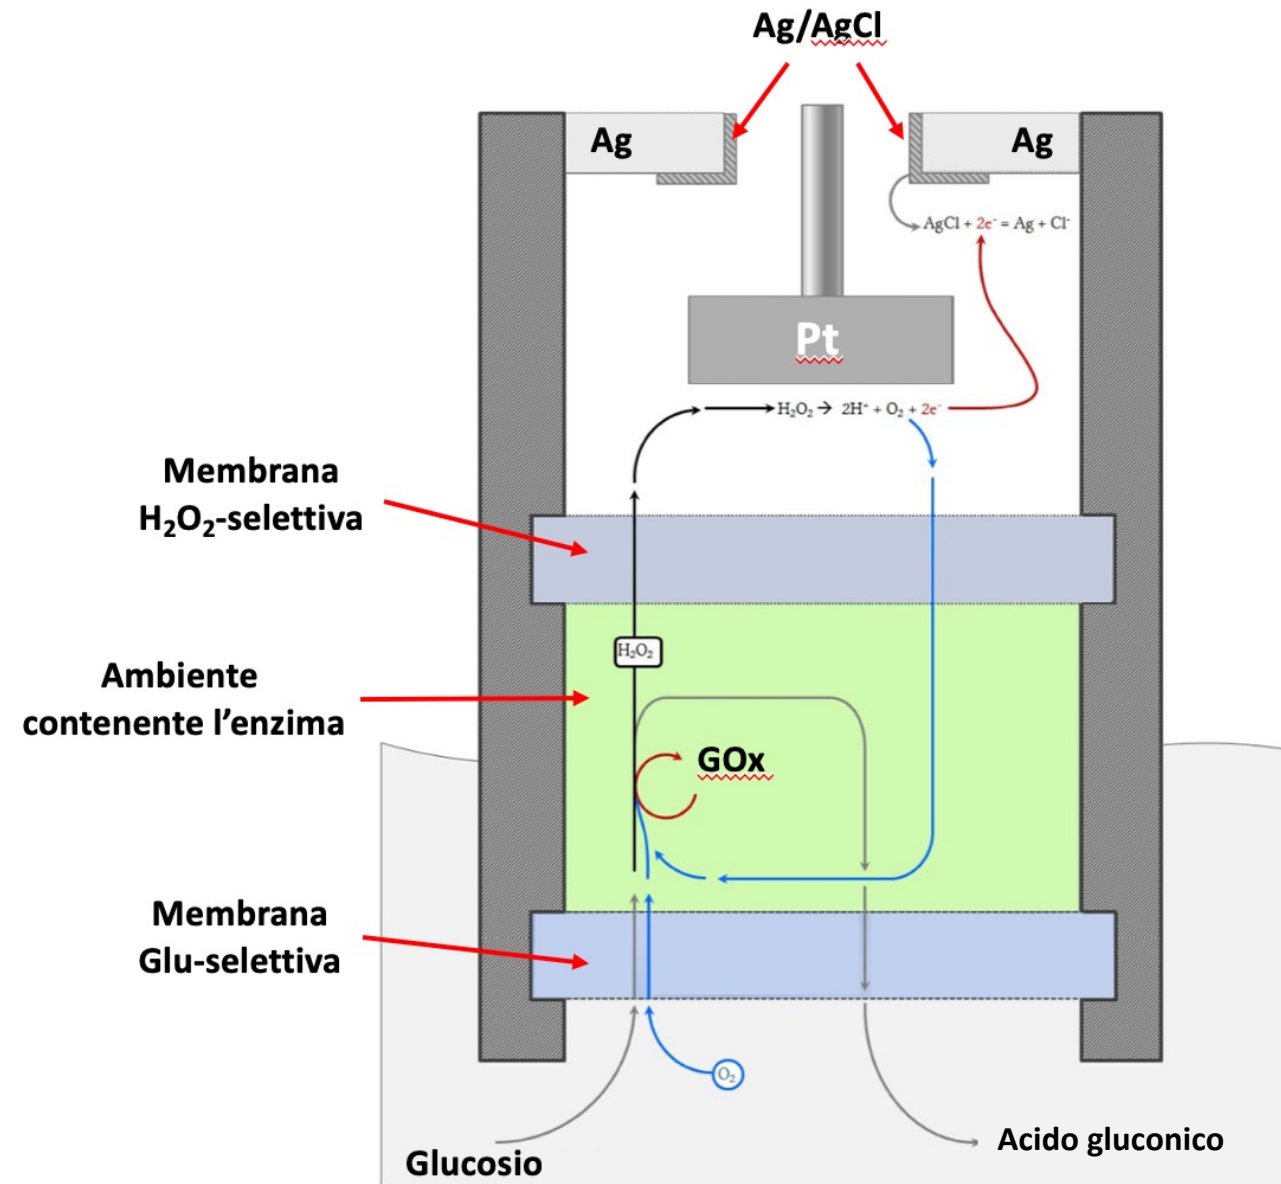 Ag/AgCl
Ag
Ag
AgCl + 2e⁻ = Ag + Cl⁻
Pt
H₂O₂ → 2H⁺ + O₂ + 2e⁻
Membrana
H₂O₂-selettiva
H₂O₂
Ambiente
contenente l'enzima
GOx
Membrana
Glu-selettiva
O₂
Glucosio
Acido gluconico